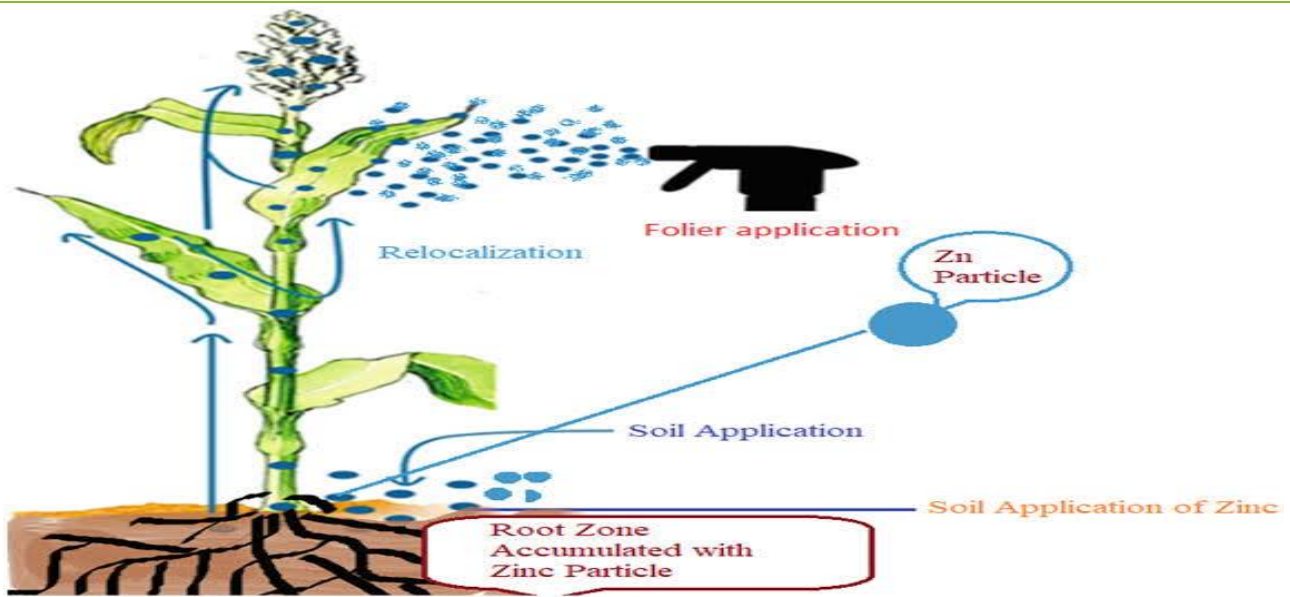 Folier application
Relocalization
Zn
Particle
Soil Application
Soil Application of Zinc
Root Zone
Accumulated with
Zinc Particle